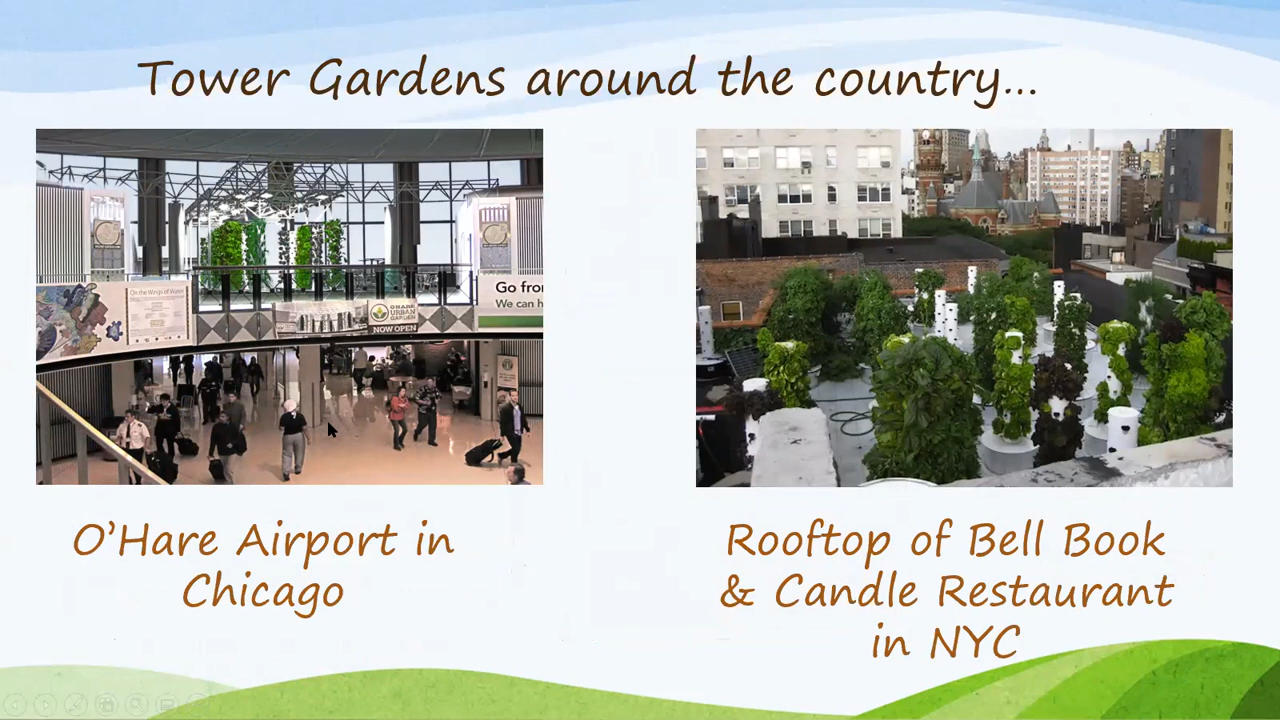 Tower Gardens around the country...
On the Wings of Water
O'HARE
URBAN
GARDEN
NOW OPEN
Go fro
We can h
O'Hare Airport in
Chicago
Rooftop of Bell Book
& Candle Restaurant
in NYC